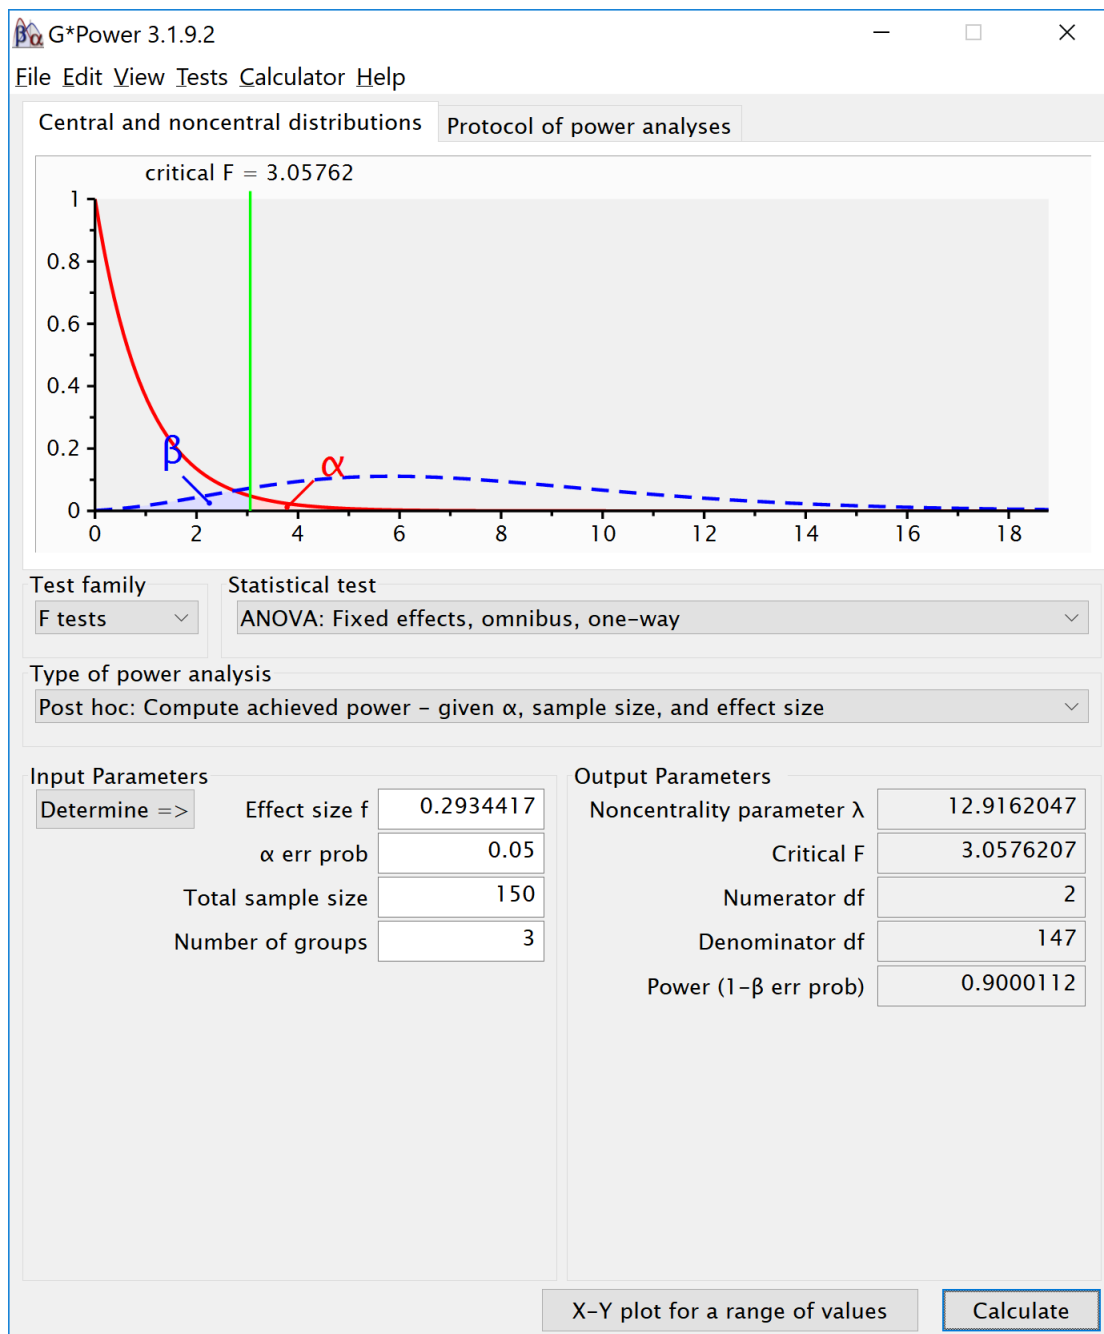 G*Power 3.1.9.2
File Edit View Tests Calculator Help
Central and noncentral distributions Protocol of power analyses
critical F = 3.05762
1
0.8
0.6
0.4
0.2
0
β
α
0 2 4 6 8 10 12 14 16 18
Test family Statistical test
F tests ANOVA: Fixed effects, omnibus, one-way
Type of power analysis
Post hoc: Compute achieved power - given α, sample size, and effect size
Input Parameters Output Parameters
Determine => Effect size f 0.2934417 Noncentrality parameter λ 12.9162047
α err prob 0.05 Critical F 3.0576207
Total sample size 150 Numerator df 2
Number of groups 3 Denominator df 147
Power (1-β err prob) 0.9000112
X-Y plot for a range of values Calculate